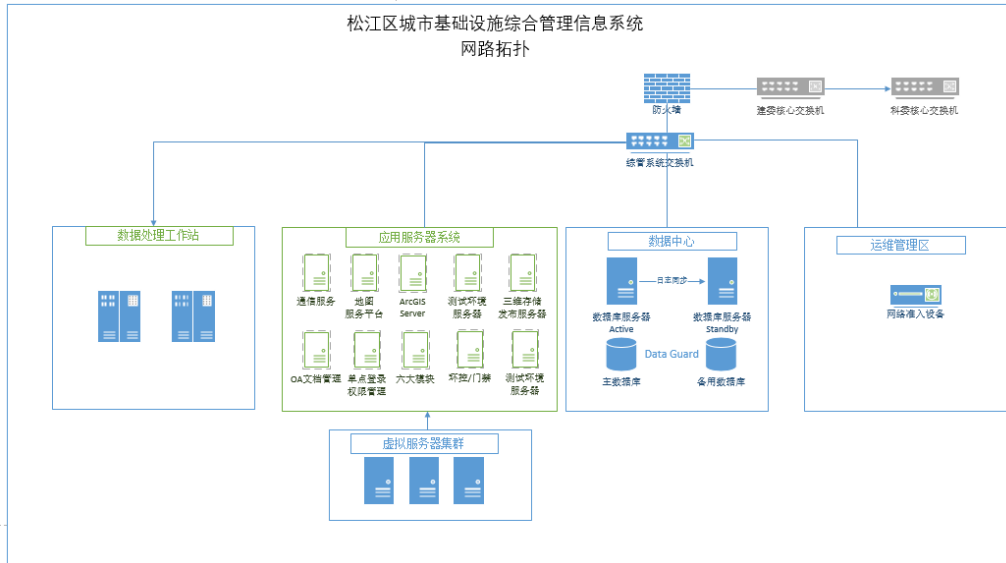 松江区城市基础设施综合管理信息系统
网路拓扑
防火墙
建委核心交换机
科委核心交换机
综管系统交换机
数据处理工作站
应用服务器系统
数据中心
运维管理区
通信服务
地图
服务平台
ArcGIS
Server
测试环境
服务器
三维存储
发布服务器
日志同步
数据库服务器
Active
数据库服务器
Standby
网络准入设备
OA文档管理
单点登录
权限管理
六大模块
环控/门禁
测试环境
服务器
Data Guard
主数据库
备用数据库
虚拟服务器集群